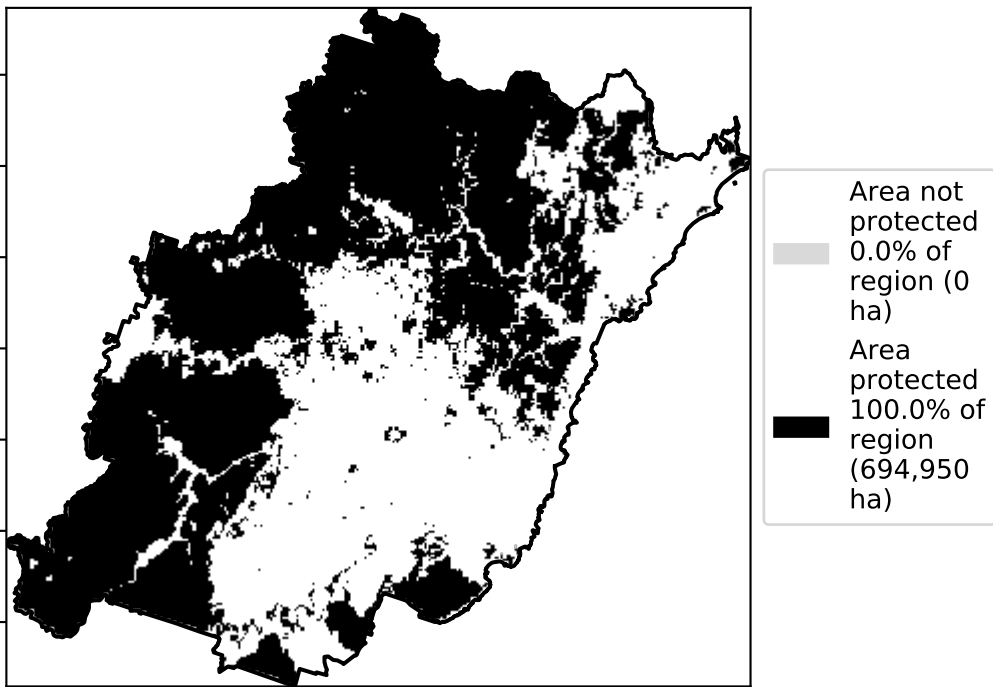 Area not
protected
0.0% of
region (0
ha)
Area
protected
100.0% of
region
(694,950
ha)